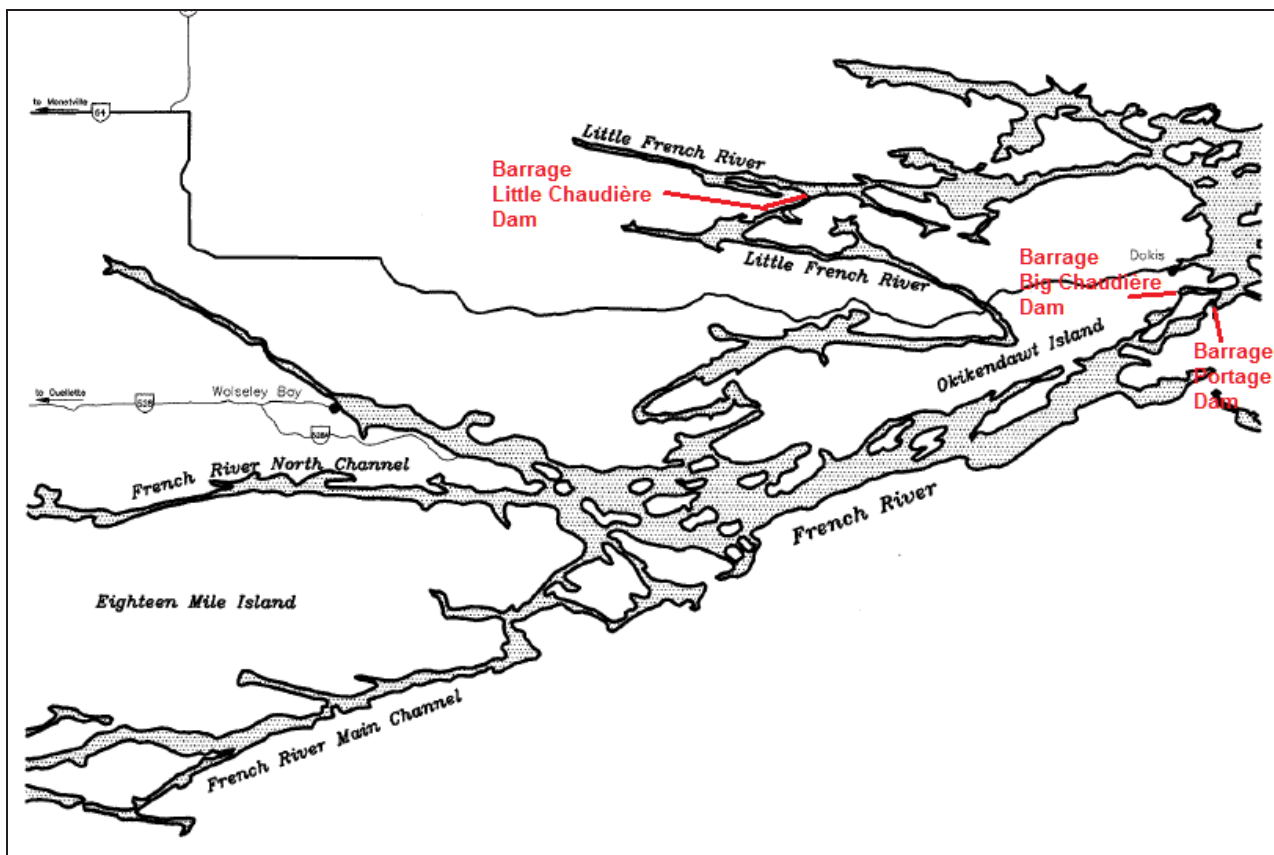 to Monetville
64
Little French River
Barrage
Little Chaudière
Dam
Little French River
Dokis
Barrage
Big Chaudière
Dam
Okikendawt Island
Barrage
Portage
Dam
to Ouellette
528
Wolseley Bay
528A
French River North Channel
French River
Eighteen Mile Island
French River Main Channel